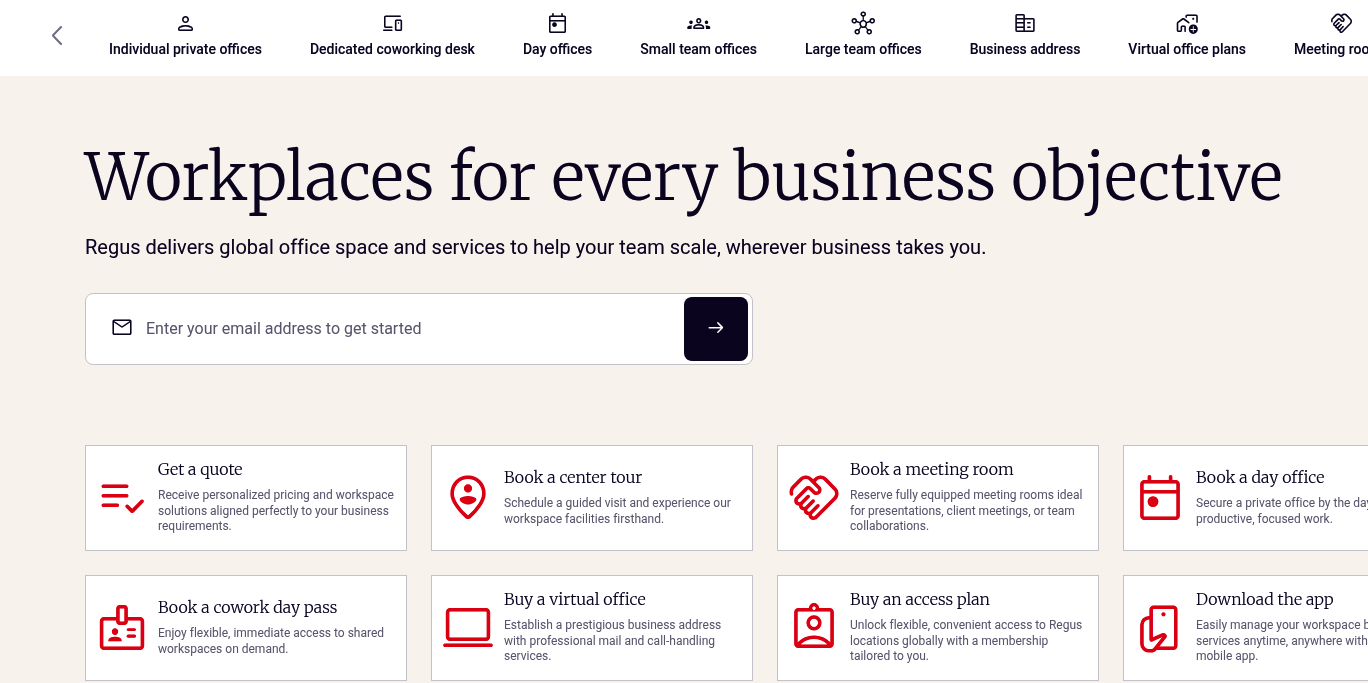 Individual private offices
Dedicated coworking desk
Day offices
Small team offices
Large team offices
Business address
Virtual office plans
Meeting
Workplaces for every business objective
Regus delivers global office space and services to help your team scale, wherever business takes you.
Enter your email address to get started
Get a quote
Receive personalized pricing and workspace
solutions aligned perfectly to your business
requirements.
Book a center tour
Schedule a guided visit and experience our
workspace facilities firsthand.
Book a meeting room
Reserve fully equipped meeting rooms ideal
for presentations, client meetings, or team
collaborations.
Book a day office
Secure a private office by the day
productive, focused work.
Book a cowork day pass
Enjoy flexible, immediate access to shared
workspaces on demand.
Buy a virtual office
Establish a prestigious business address
with professional mail and call-handling
services.
Buy an access plan
Unlock flexible, convenient access to Regus
locations globally with a membership
tailored to you.
Download the app
Easily manage your workspace
services anytime, anywhere with
mobile app.